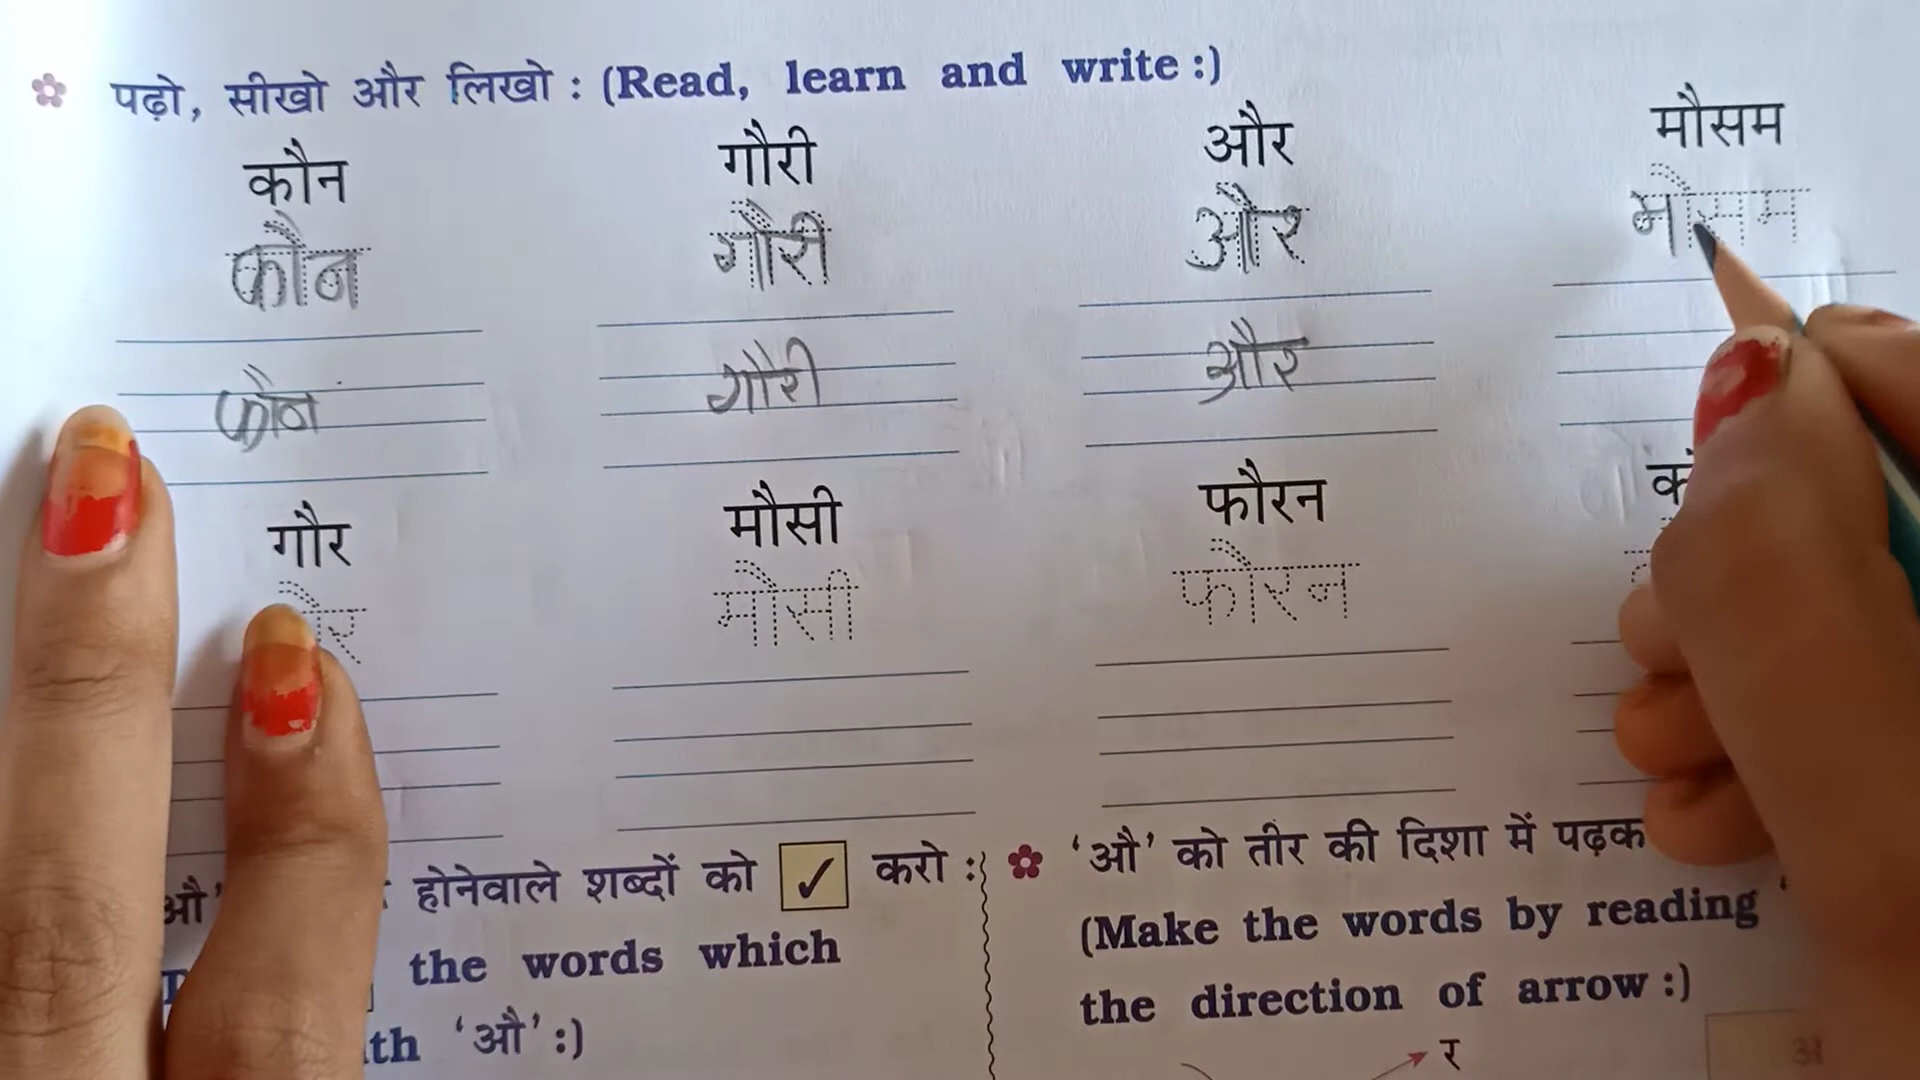 पढ़ो, सीखो और लिखो : (Read, learn and write :)
कौन गौरी और मौसम
कौन गौरी और मौसम
कौन गौरी और
गौर मौसी फौरन
मौसी फौरन
होनेवाले शब्दों को ✓ करो :
the words which
'औ' :)
'औ' को तीर की दिशा में
(Make the words by reading
the direction of arrow :)
र